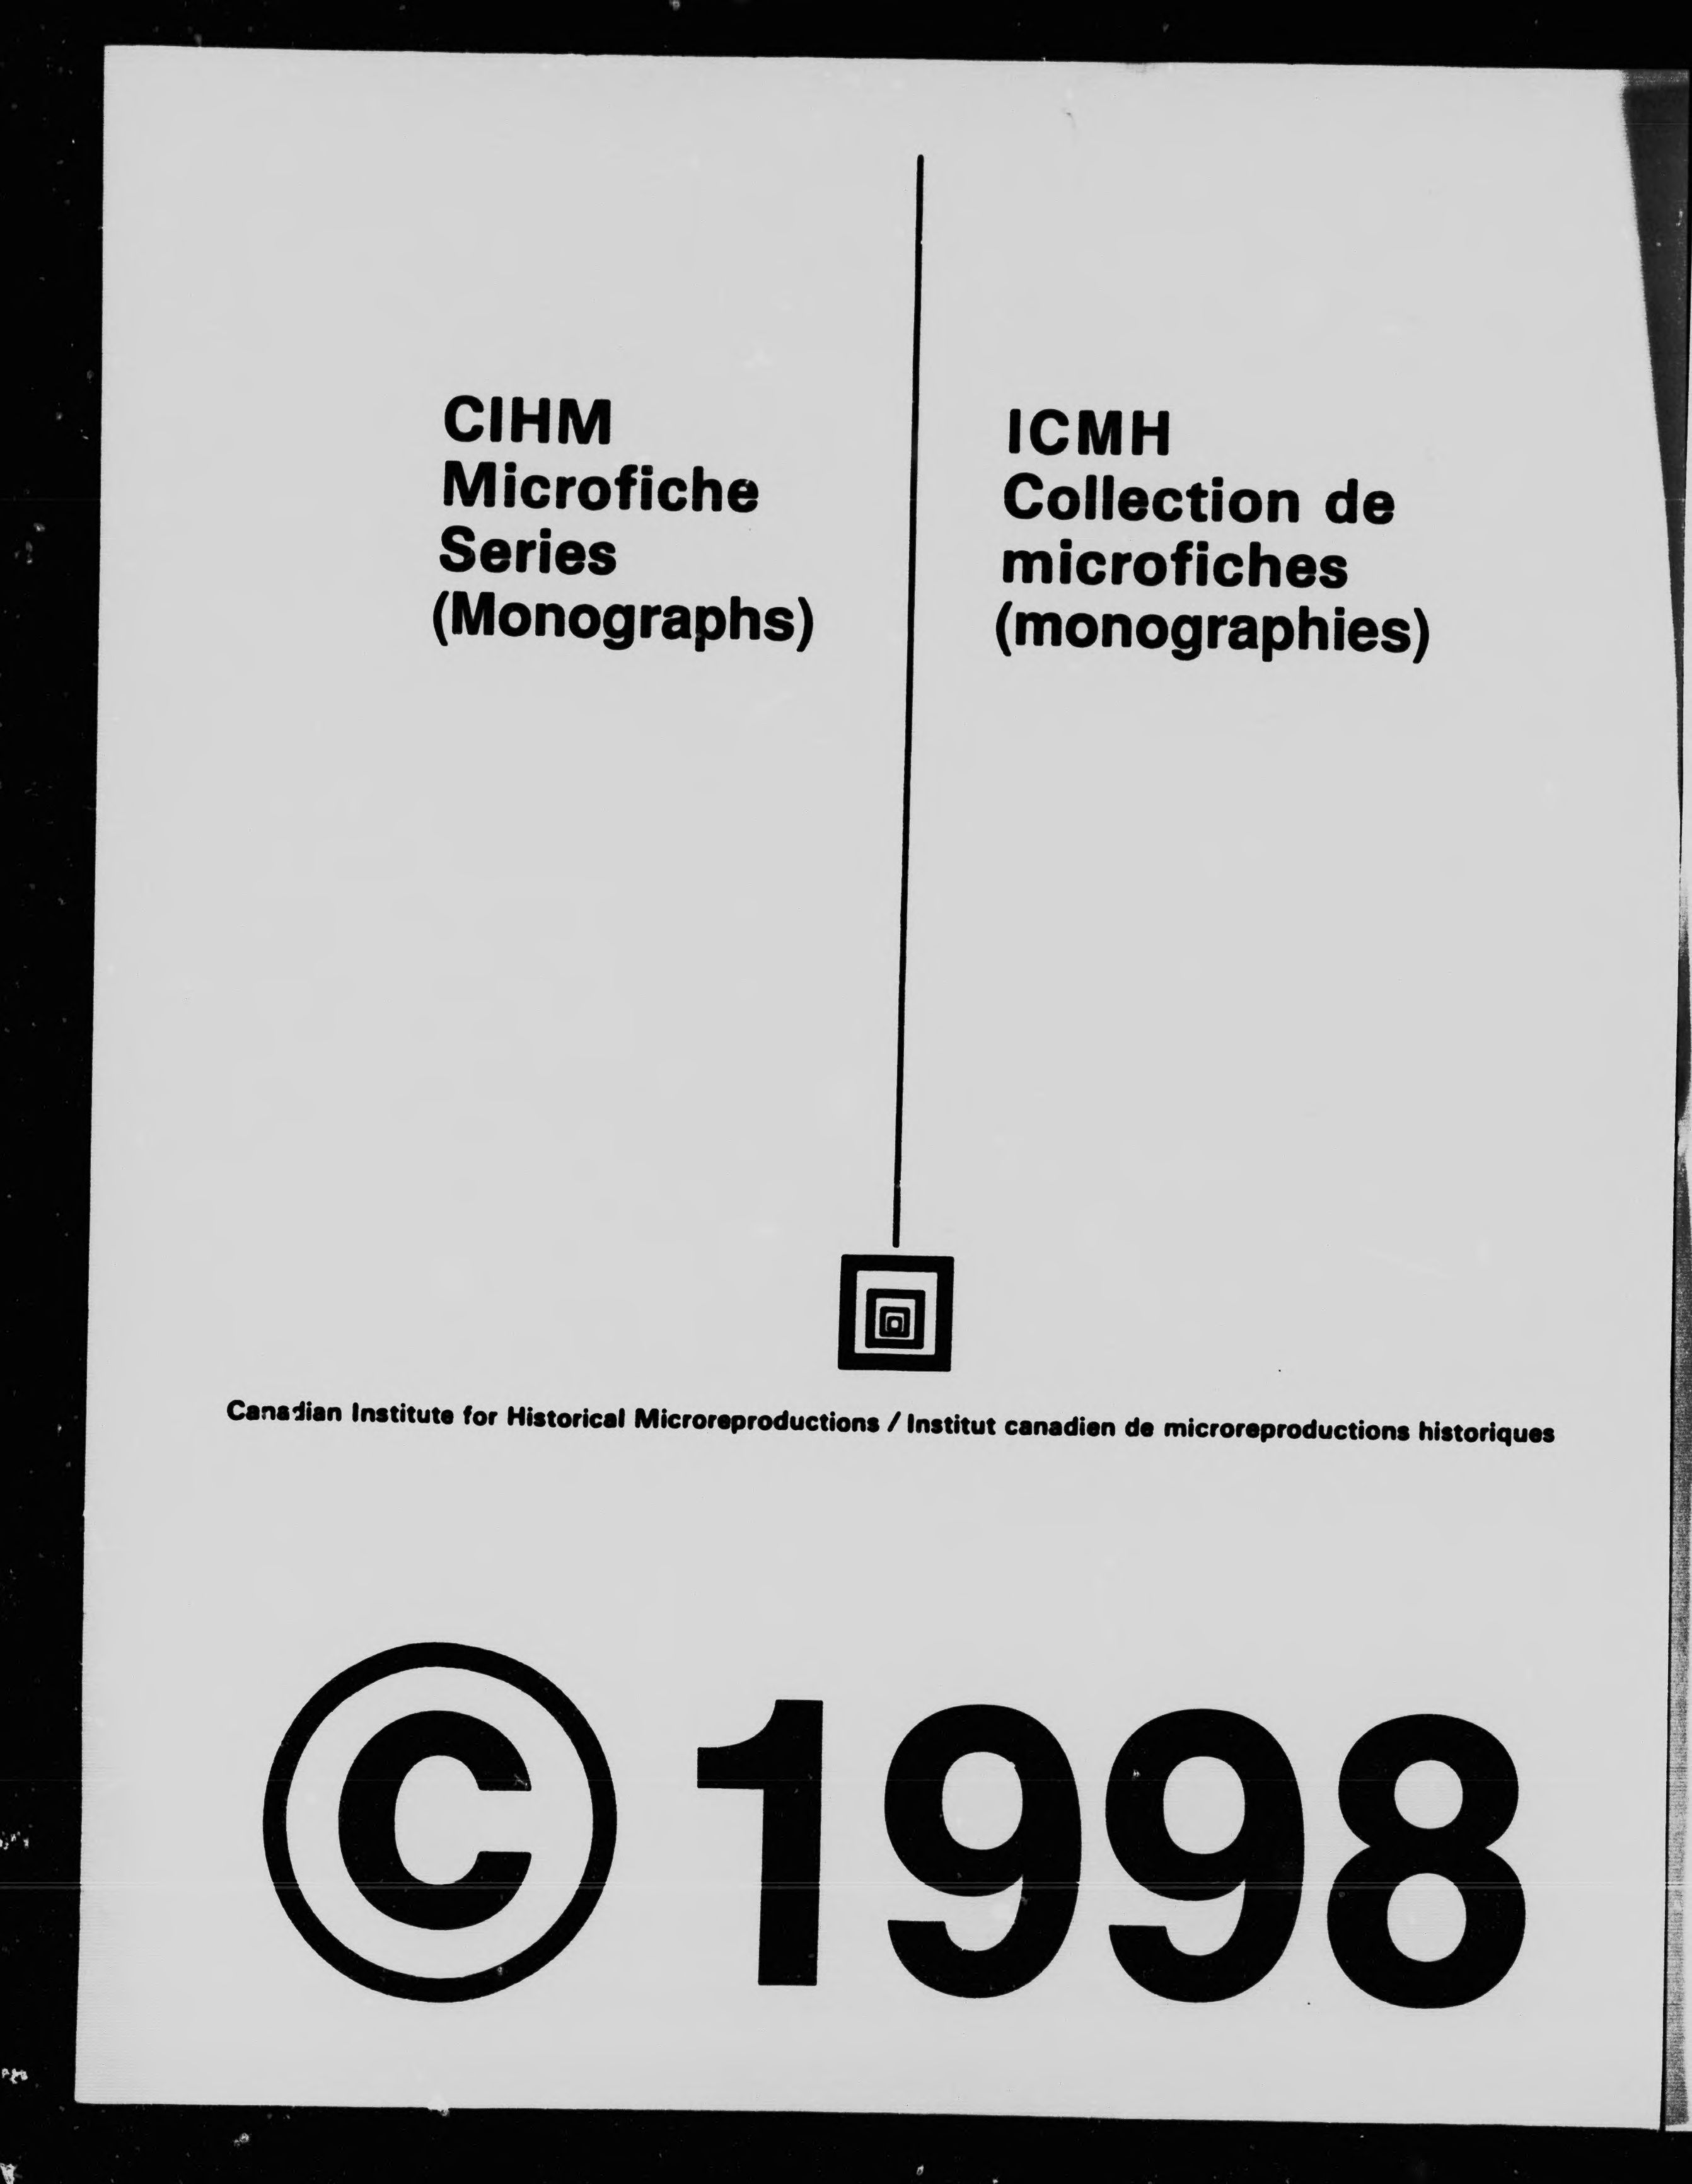 CIHM
Microfiche
Series
(Monographs)
ICMH
Collection de
microfiches
(monographies)
Canadian Institute for Historical Microreproductions / Institut canadien de microreproductions historiques
©1998